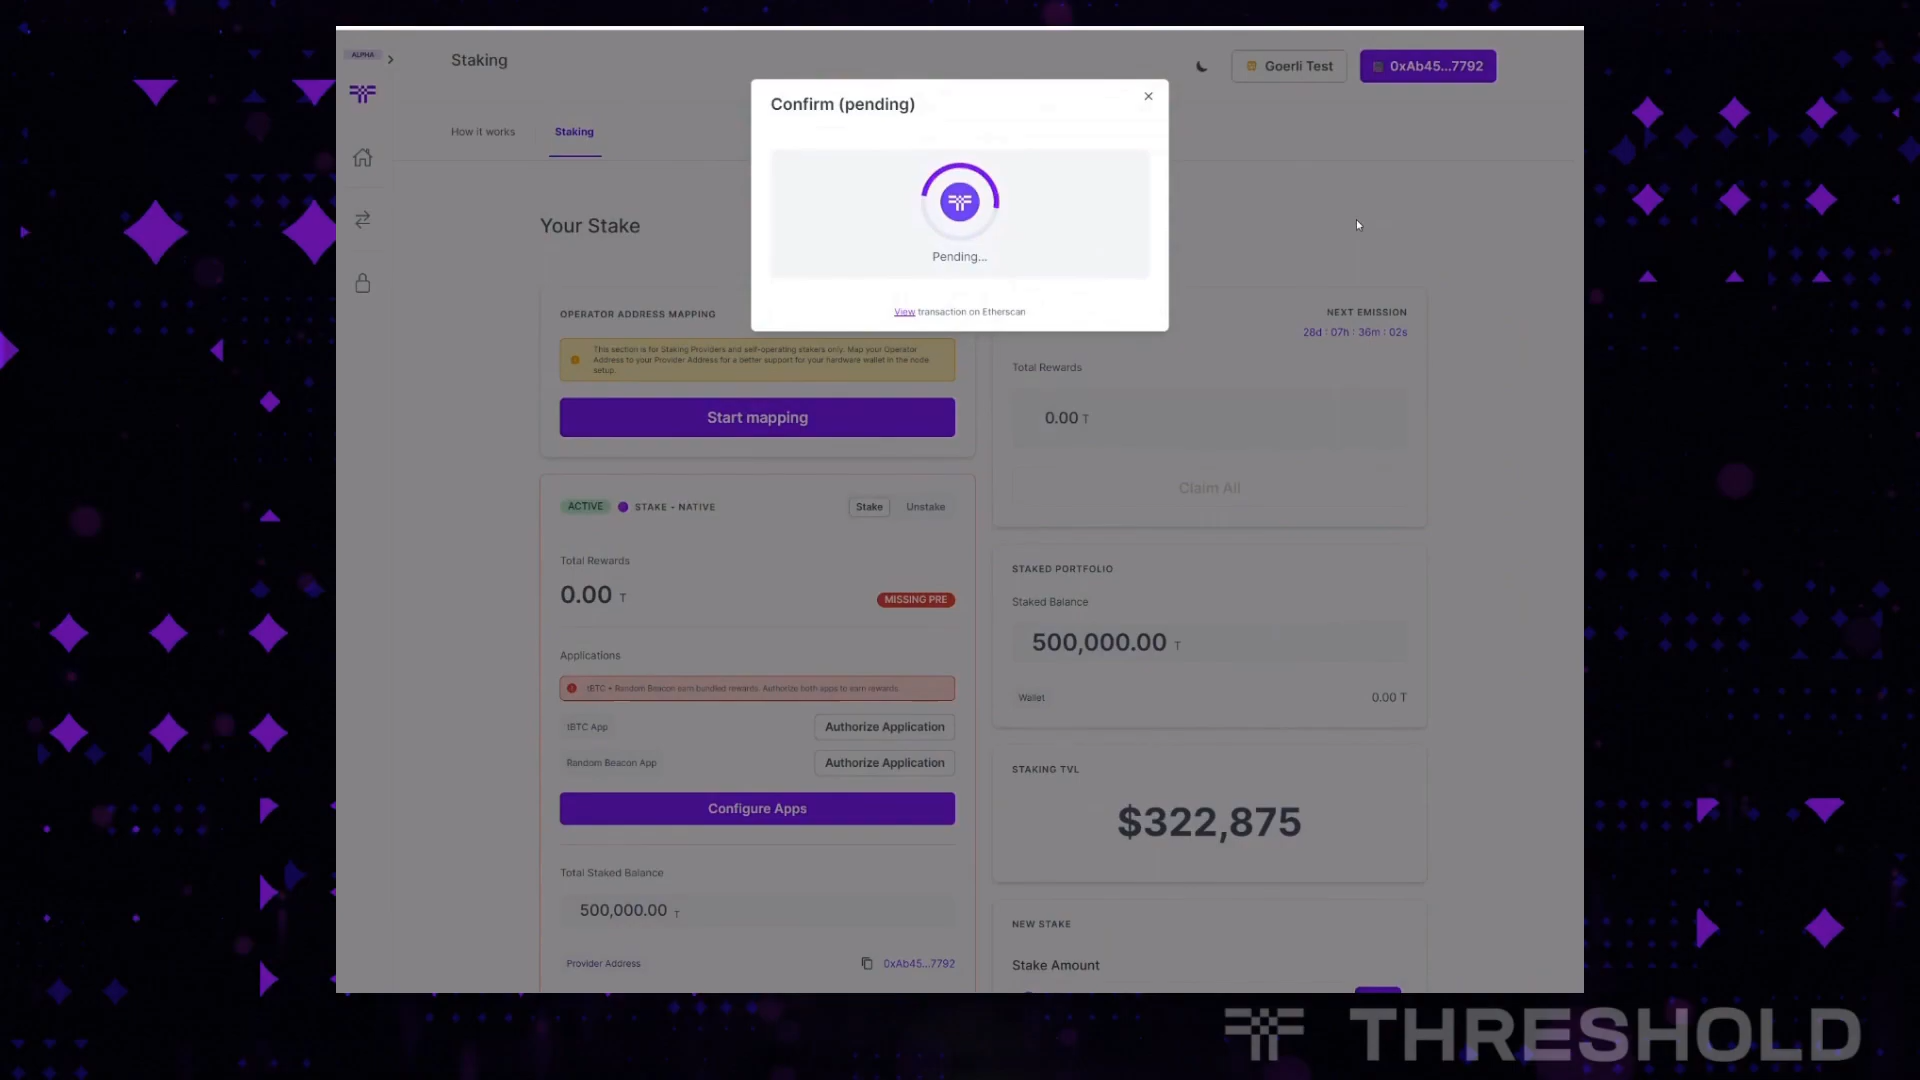 ALPHA
Staking
Goerli Test
0xAb45...7792
How it works
Staking
Confirm (pending)
Pending...
View transaction on Etherscan
Your Stake
OPERATOR ADDRESS MAPPING
This section is for Staking Providers and self-operating stakers only. Map your Operator
Address to your Provider Address for a better support for your hardware wallet in the node
setup.
Start mapping
NEXT EMISSION
28d : 07h : 36m : 02s
Total Rewards
0.00 T
Claim All
ACTIVE
STAKE - NATIVE
Stake
Unstake
Total Rewards
0.00 T
MISSING PRE
Applications
tBTC + Random Beacon earn bundled rewards. Authorize both apps to earn rewards.
tBTC App
Authorize Application
Random Beacon App
Authorize Application
Configure Apps
Total Staked Balance
500,000.00 T
Provider Address
0xAb45...7792
STAKED PORTFOLIO
Staked Balance
500,000.00 T
Wallet
0.00 T
STAKING TVL
$322,875
NEW STAKE
Stake Amount
THRESHOLD